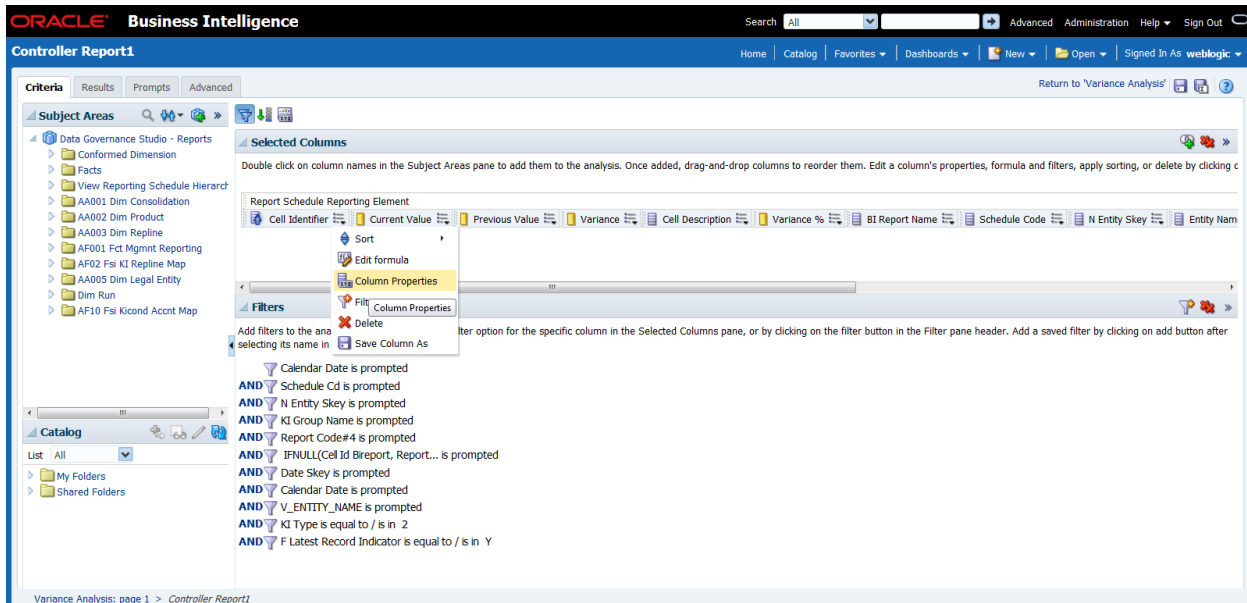 ORACLE Business Intelligence Search All Advanced Administration Help Sign Out
Controller Report1 Home Catalog Favorites Dashboards New Open Signed In As weblogic
Criteria Results Prompts Advanced Return to 'Variance Analysis'
Subject Areas
Data Governance Studio - Reports
Conformed Dimension
Facts
View Reporting Schedule Hierarch
AA001 Dim Consolidation
AA002 Dim Product
AA003 Dim Repline
AF001 Fct Mgmnt Reporting
AF02 Fsi KI Repline Map
AA005 Dim Legal Entity
Dim Run
AF10 Fsi Kicond Accnt Map
Catalog
List All
My Folders
Shared Folders
Selected Columns
Double click on column names in the Subject Areas pane to add them to the analysis. Once added, drag-and-drop columns to reorder them. Edit a column's properties, formula and filters, apply sorting, or delete by clicking c
Report Schedule Reporting Element
Cell Identifier Current Value Previous Value Variance Cell Description Variance % BI Report Name Schedule Code N Entity Skey Entity Nam
Sort
Edit formula
Column Properties
Filt
Column Properties
Delete
Save Column As
Filters
Add filters to the ana lter option for the specific column in the Selected Columns pane, or by clicking on the filter button in the Filter pane header. Add a saved filter by clicking on add button after
selecting its name in
Calendar Date is prompted
AND Schedule Cd is prompted
AND N Entity Skey is prompted
AND KI Group Name is prompted
AND Report Code#4 is prompted
AND IFNULL(Cell Id Bireport, Report... is prompted
AND Date Skey is prompted
AND Calendar Date is prompted
AND V_ENTITY_NAME is prompted
AND KI Type is equal to / is in 2
AND F Latest Record Indicator is equal to / is in Y
Variance Analysis: page 1 > Controller Report1